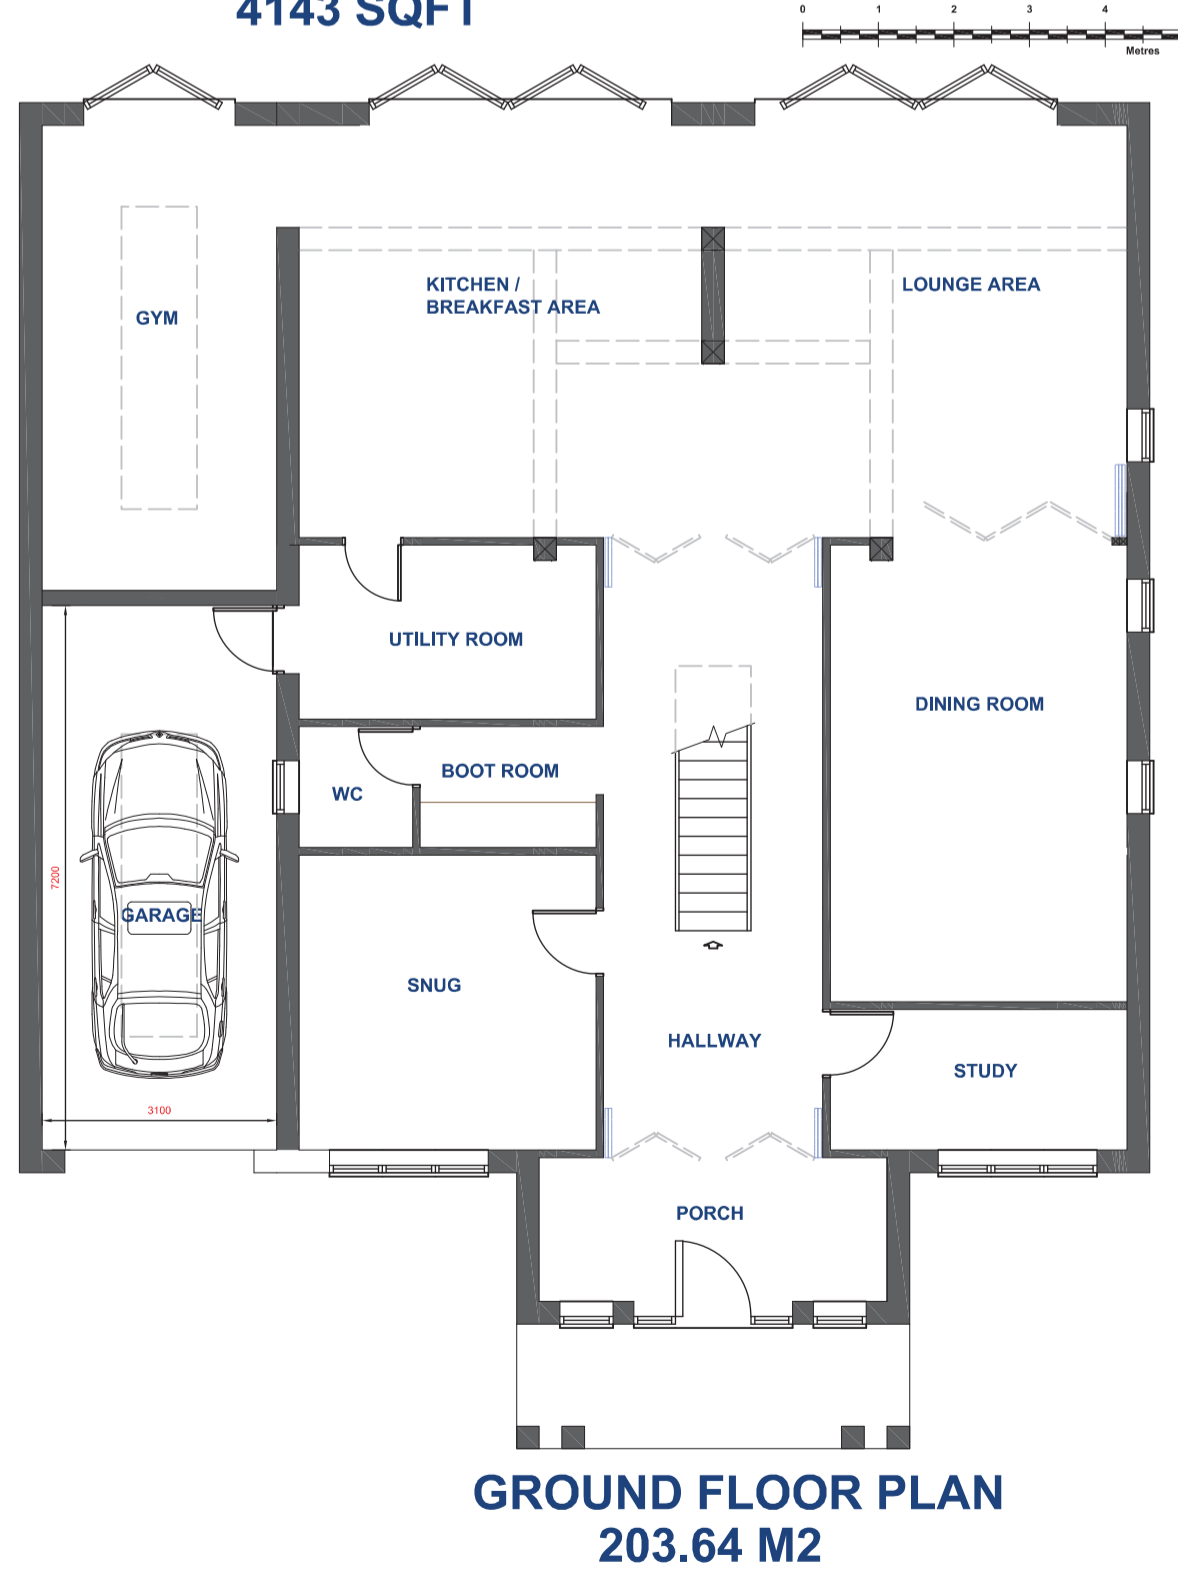 4143 SQFT
0 1 2 3 4
Metres
KITCHEN /
BREAKFAST AREA
LOUNGE AREA
GYM
UTILITY ROOM
DINING ROOM
BOOT ROOM
WC
7200
GARAGE
SNUG
HALLWAY
STUDY
3100
PORCH
GROUND FLOOR PLAN
203.64 M2